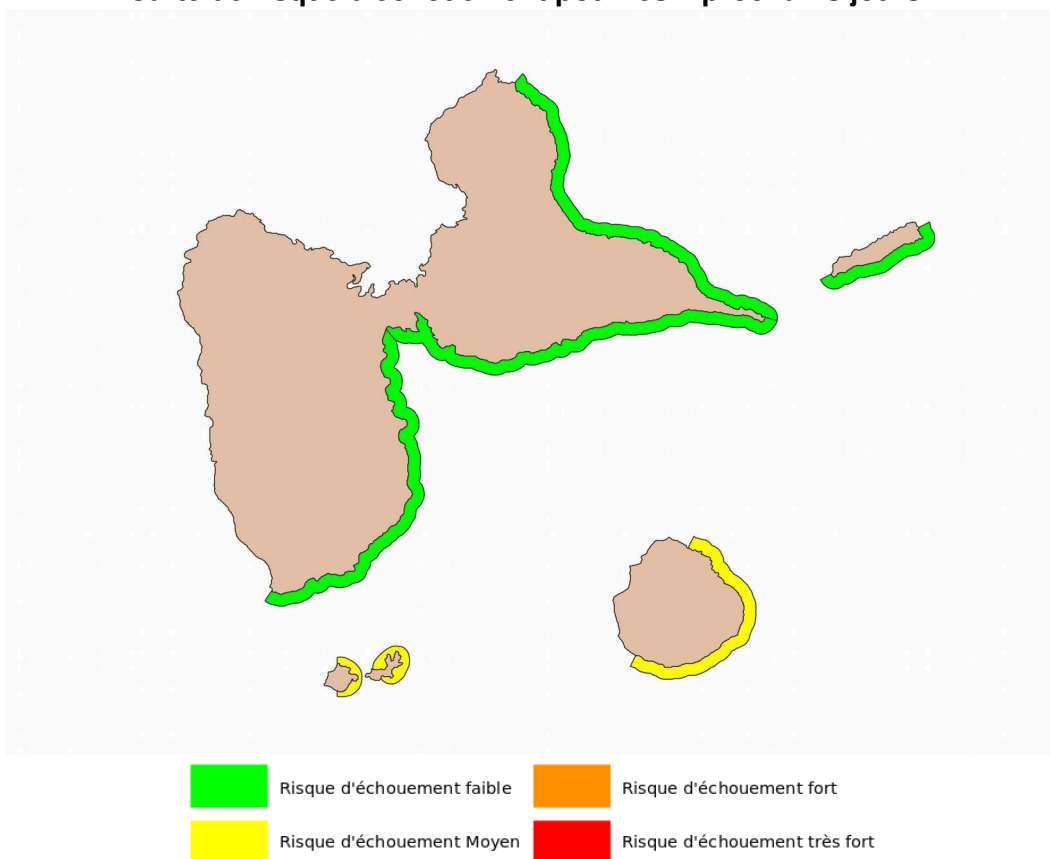 Risque d'échouement faible
Risque d'échouement fort
Risque d'échouement Moyen
Risque d'échouement très fort